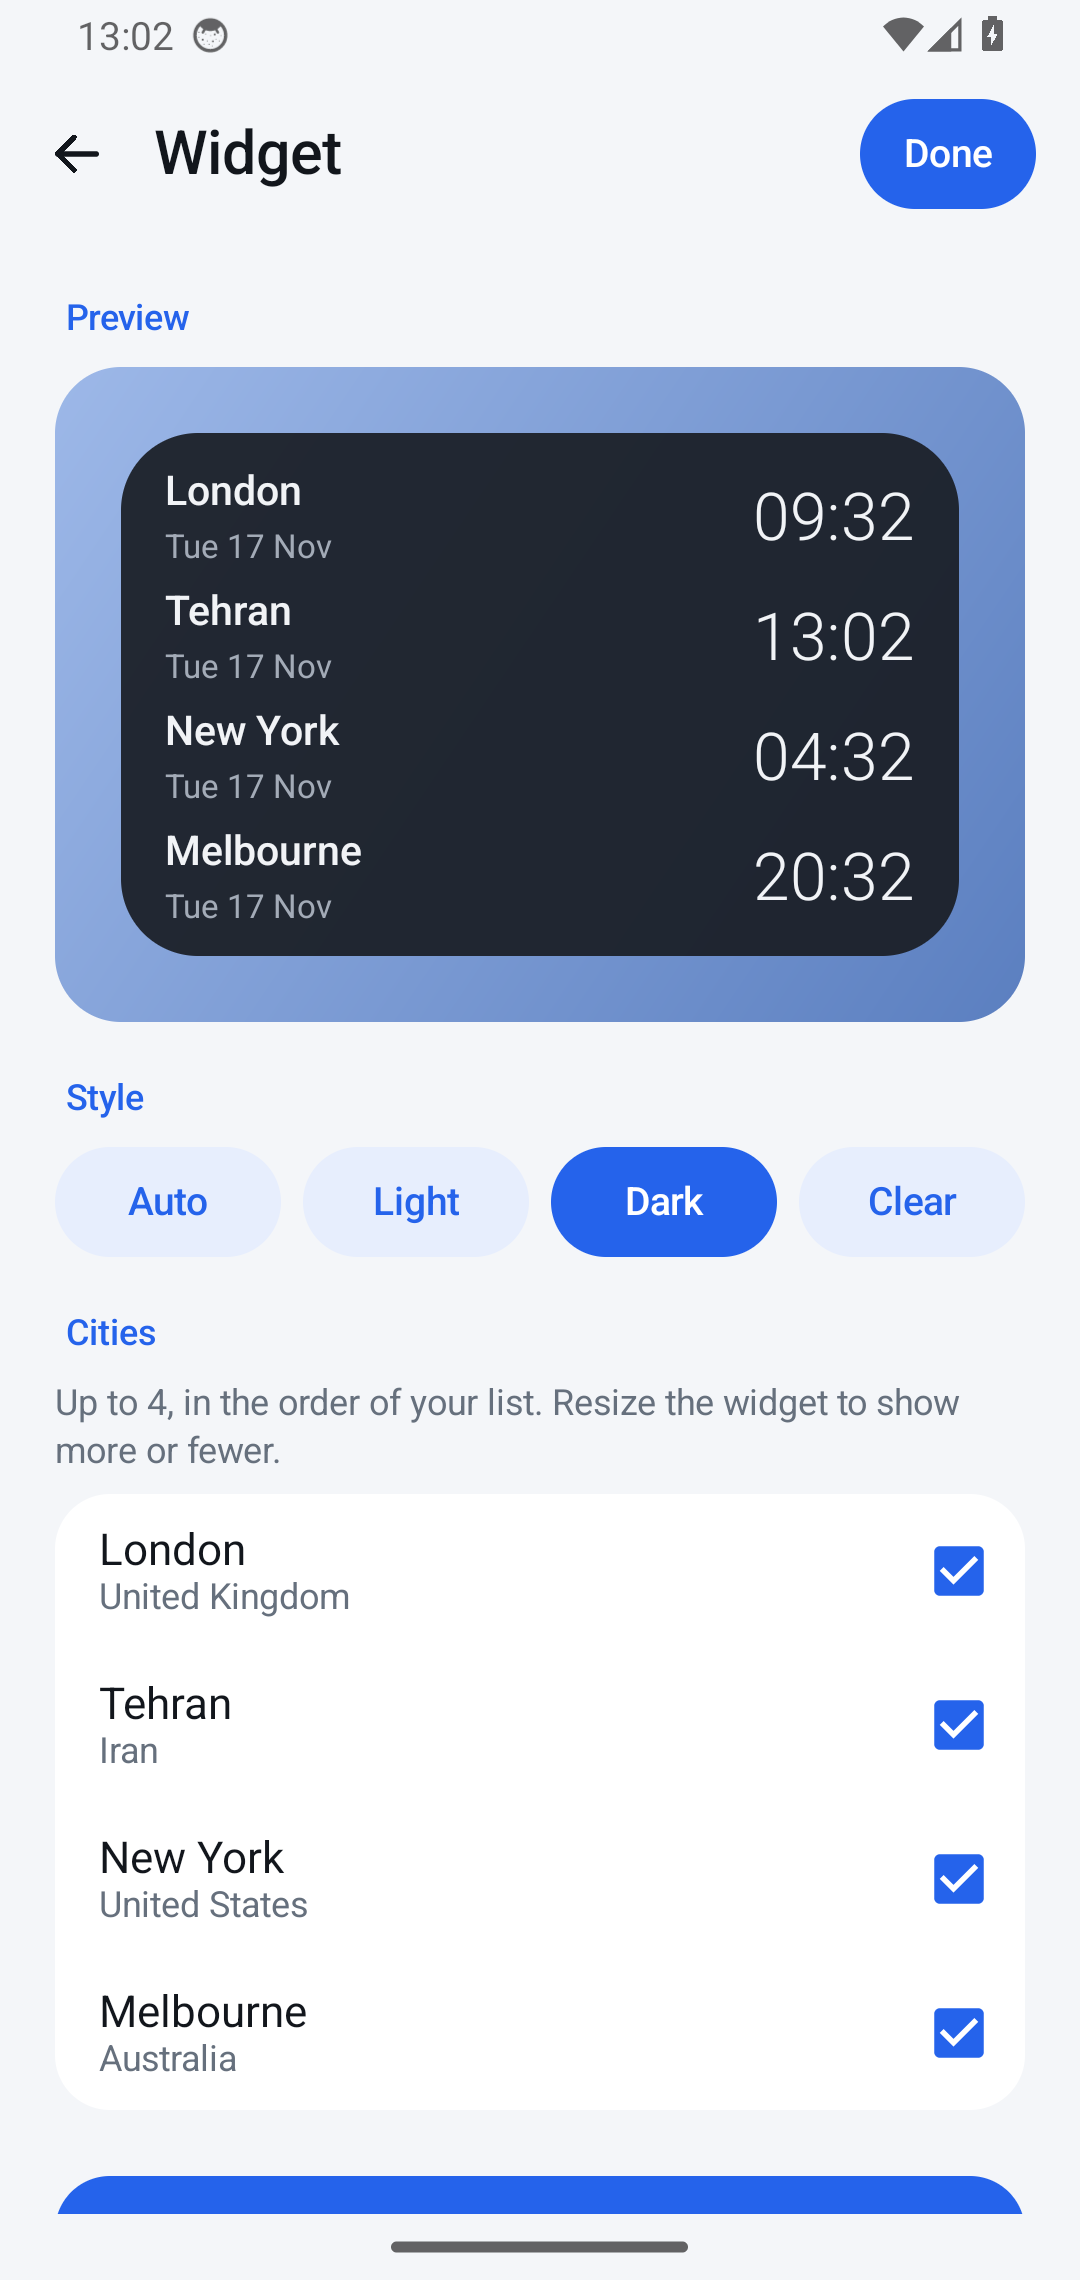 13:02
Widget
Done
Preview
London
Tue 17 Nov
09:32
Tehran
Tue 17 Nov
13:02
New York
Tue 17 Nov
04:32
Melbourne
Tue 17 Nov
20:32
Style
Auto
Light
Dark
Clear
Cities
Up to 4, in the order of your list. Resize the widget to show
more or fewer.
London
United Kingdom
Tehran
Iran
New York
United States
Melbourne
Australia